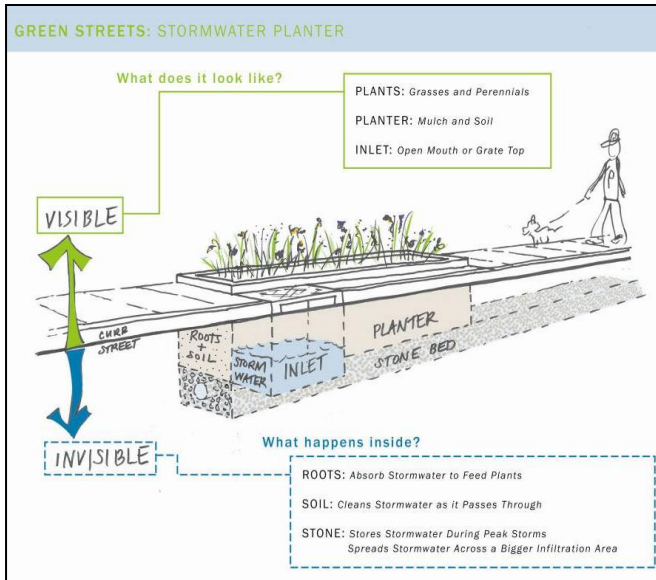 GREEN STREETS: STORMWATER PLANTER
What does it look like?
PLANTS: Grasses and Perennials
PLANTER: Mulch and Soil
INLET: Open Mouth or Grate Top
VISIBLE
P
CURB
STREET
ROOTS
+
SOIL
STORM
WATER
INLET
PLANTER
STONE BED
INVISIBLE
What happens inside?
ROOTS: Absorb Stormwater to Feed Plants
SOIL: Cleans Stormwater as it Passes Through
STONE: Stores Stormwater During Peak Storms
Spreads Stormwater Across a Bigger Infiltration Area